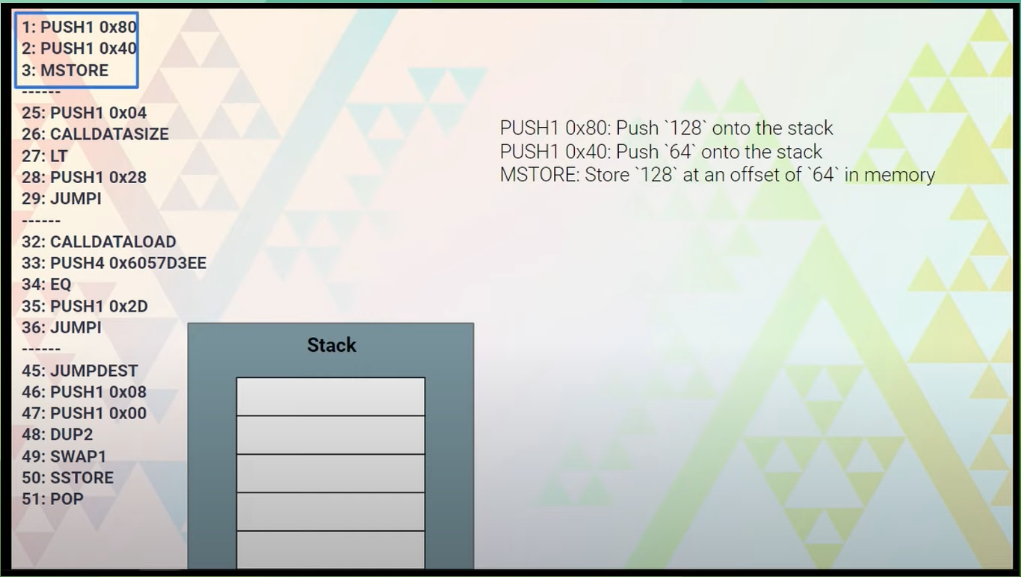 1: PUSH1 0x80
2: PUSH1 0x40
3: MSTORE
------
25: PUSH1 0x04
26: CALLDATASIZE
27: LT
28: PUSH1 0x28
29: JUMPI
------
32: CALLDATALOAD
33: PUSH4 0x6057D3EE
34: EQ
35: PUSH1 0x2D
36: JUMPI
------
45: JUMPDEST
46: PUSH1 0x08
47: PUSH1 0x00
48: DUP2
49: SWAP1
50: SSTORE
51: POP
PUSH1 0x80: Push `128` onto the stack
PUSH1 0x40: Push `64` onto the stack
MSTORE: Store `128` at an offset of `64` in memory
Stack